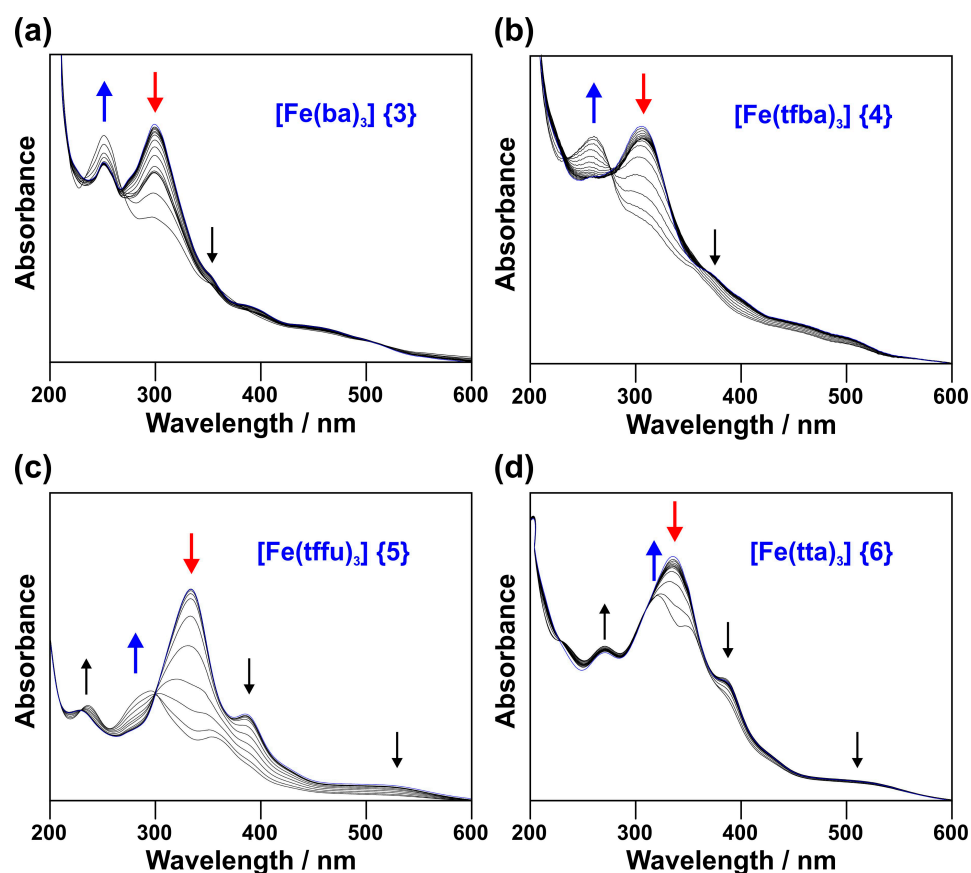 (a)
[Fe(ba)₃] {3}
Absorbance
200 300 400 500 600
Wavelength / nm
(b)
[Fe(tfba)₃] {4}
Absorbance
200 300 400 500 600
Wavelength / nm
(c)
[Fe(tffu)₃] {5}
Absorbance
200 300 400 500 600
Wavelength / nm
(d)
[Fe(tta)₃] {6}
Absorbance
200 300 400 500 600
Wavelength / nm